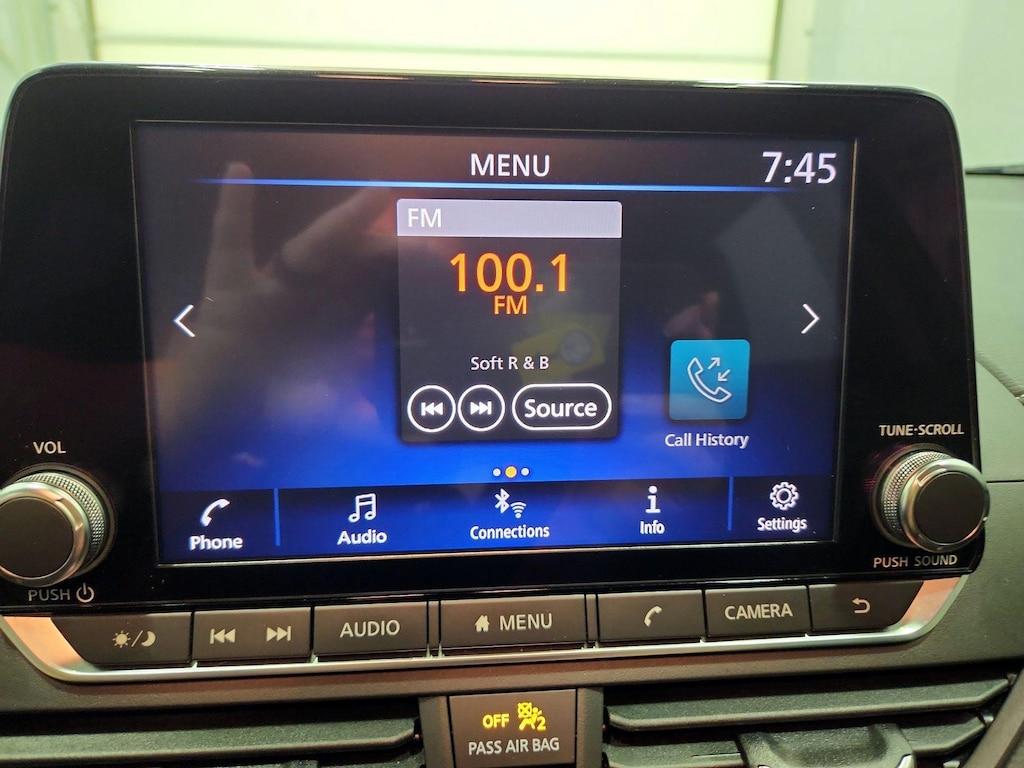 MENU
7:45
FM
100.1
FM
Soft R & B
Source
Call History
Phone
Audio
Connections
Info
Settings
VOL
PUSH
TUNE·SCROLL
PUSH SOUND
AUDIO
MENU
CAMERA
OFF
2
PASS AIR BAG